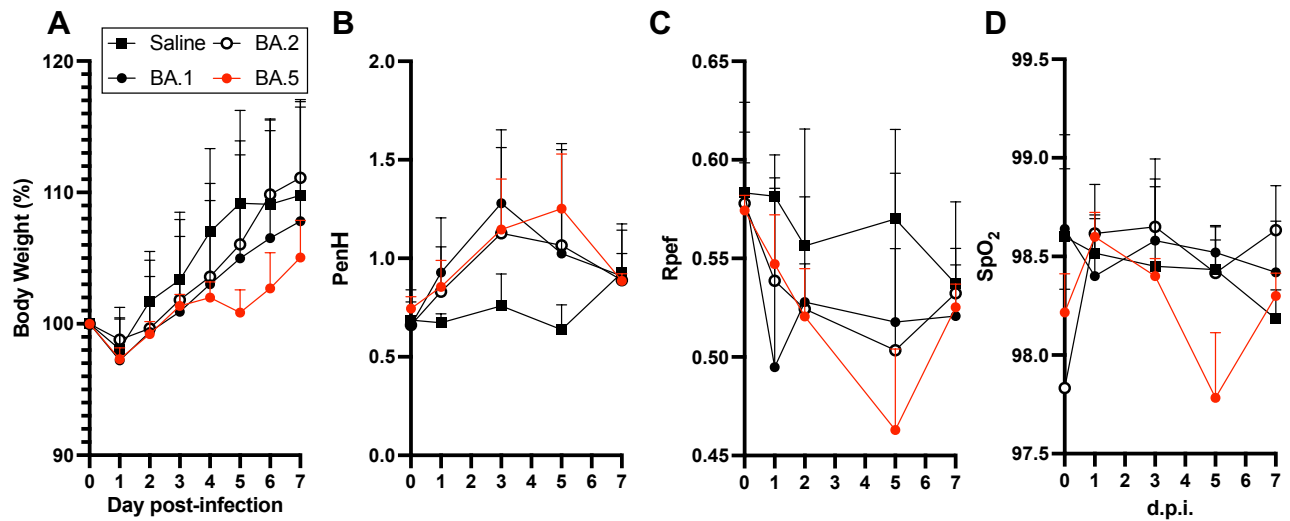 A B C D
Saline BA.2
BA.1 BA.5
Body Weight (%)
120
110
100
90
0 1 2 3 4 5 6 7
Day post-infection
PenH
2.0
1.5
1.0
0.5
0.0
0 1 2 3 4 5 6 7
Rpef
0.65
0.60
0.55
0.50
0.45
0 1 2 3 4 5 6 7
SpO₂
99.5
99.0
98.5
98.0
97.5
0 1 2 3 4 5 6 7
d.p.i.